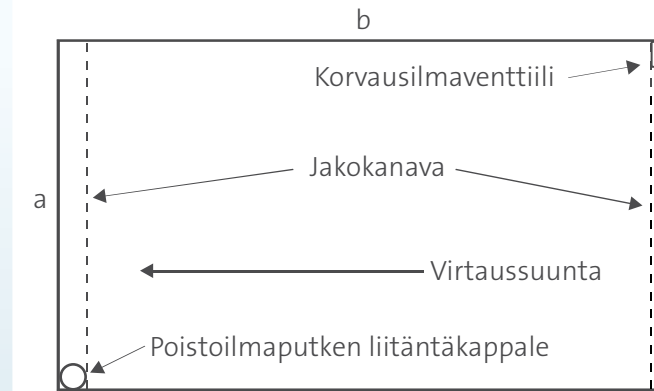 b
Korvausilmaventtiili
Jakokanava
a
Virtaussuunta
Poistoilmaputken liitäntäkappale